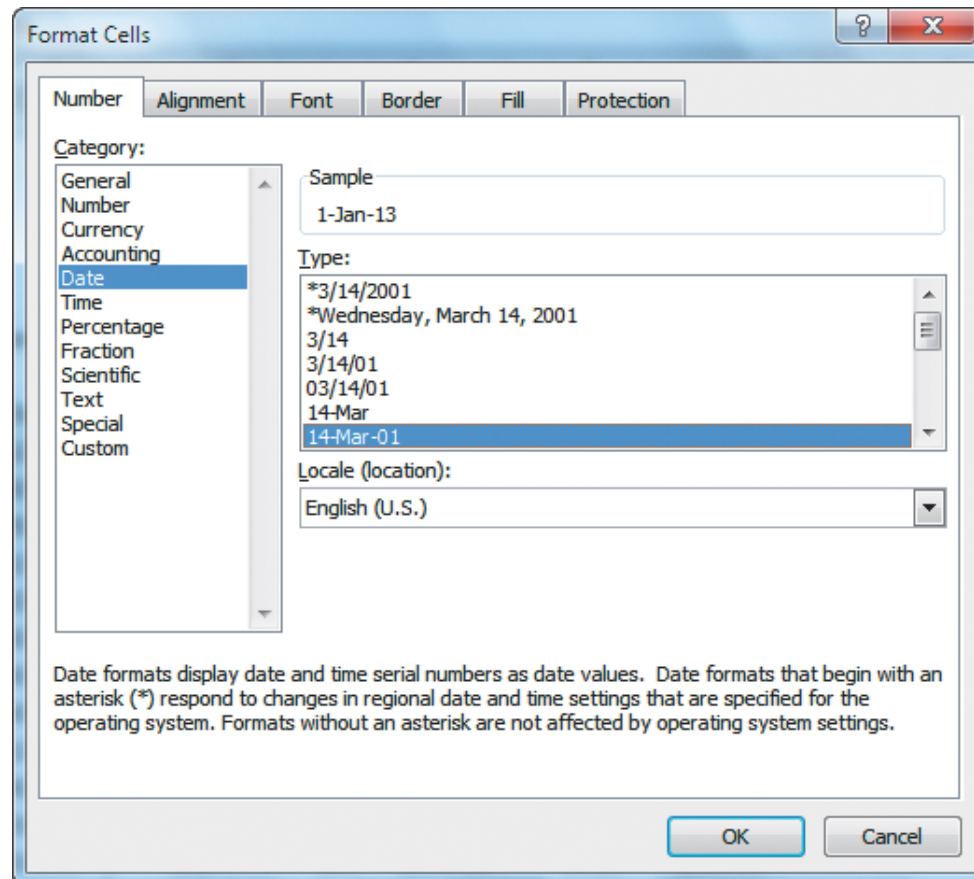 Format Cells
Number Alignment Font Border Fill Protection
Category:
General
Number
Currency
Accounting
Date
Time
Percentage
Fraction
Scientific
Text
Special
Custom
Sample
1-Jan-13
Type:
*3/14/2001
*Wednesday, March 14, 2001
3/14
3/14/01
03/14/01
14-Mar
14-Mar-01
Locale (location):
English (U.S.)
Date formats display date and time serial numbers as date values. Date formats that begin with an
asterisk (*) respond to changes in regional date and time settings that are specified for the
operating system. Formats without an asterisk are not affected by operating system settings.
OK Cancel